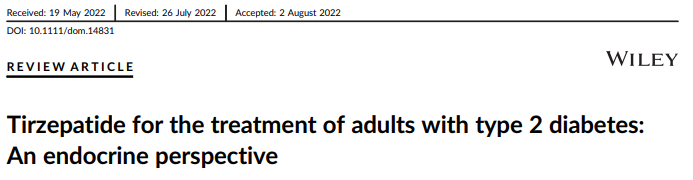 Received: 19 May 2022 | Revised: 26 July 2022 | Accepted: 2 August 2022
DOI: 10.1111/dom.14831
WILEY
REVIEW ARTICLE
Tirzepatide for the treatment of adults with type 2 diabetes:
An endocrine perspective